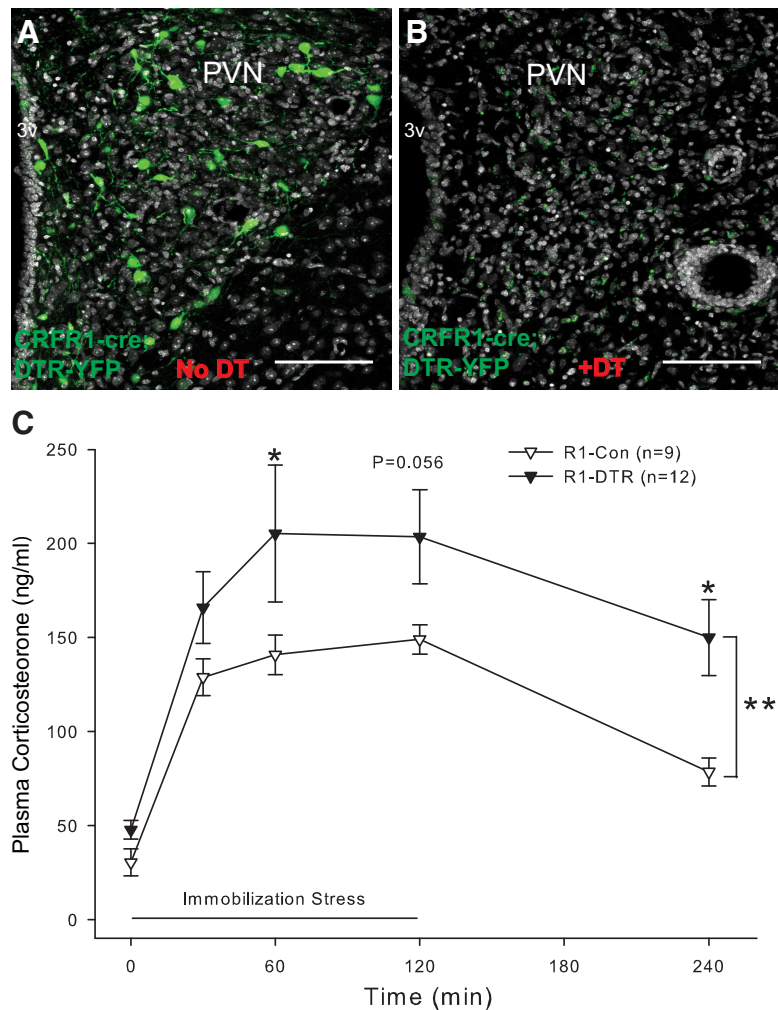 A
PVN
3v
CRFR1-cre;
DTR-YFP
No DT
B
PVN
3v
CRFR1-cre;
DTR-YFP
+DT
C
250
200
150
100
50
0
Plasma Corticosteorone (ng/ml)
*
P=0.056
R1-Con (n=9)
R1-DTR (n=12)
*
**
Immobilization Stress
0
60
120
180
240
Time (min)